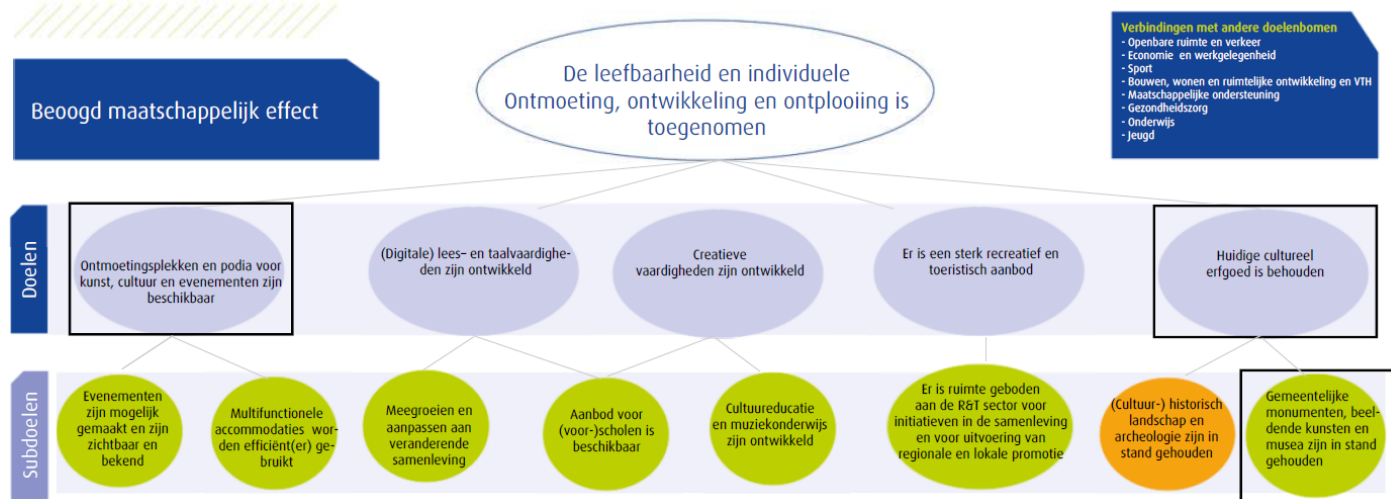 Beoogd maatschappelijk effect
De leefbaarheid en individuele
Ontmoeting, ontwikkeling en ontplooiing is
toegenomen
Verbindingen met andere doelenbomen
- Openbare ruimte en verkeer
- Economie en werkgelegenheid
- Sport
- Bouwen, wonen en ruimtelijke ontwikkeling en VTH
- Maatschappelijke ondersteuning
- Gezondheidszorg
- Onderwijs
- Jeugd
Doelen
Ontmoetingsplekken en podia voor
kunst, cultuur en evenementen zijn
beschikbaar
(Digitale) lees- en taalvaardighe-
den zijn ontwikkeld
Creatieve
vaardigheden zijn ontwikkeld
Er is een sterk recreatief en
toeristisch aanbod
Huidige cultureel
erfgoed is behouden
Subdoelen
Evenementen
zijn mogelijk
gemaakt en zijn
zichtbaar en
bekend
Multifunctionele
accommodaties wor-
den efficiënt(er) ge-
bruikt
Meegroeien en
aanpassen aan
veranderende
samenleving
Aanbod voor
(voor-)scholen is
beschikbaar
Cultuureducatie
en muziekonderwijs
zijn ontwikkeld
Er is ruimte geboden
aan de R&T sector voor
initiatieven in de samenleving
en voor uitvoering van
regionale en lokale promotie
(Cultuur-) historisch
landschap en
archeologie zijn in
stand gehouden
Gemeentelijke
monumenten, beel-
dende kunsten en
musea zijn in stand
gehouden